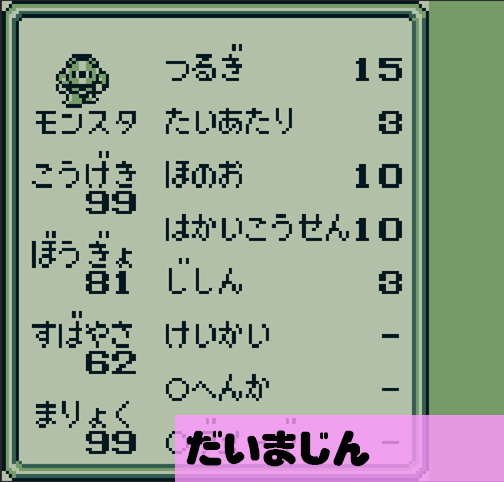 つるぎ 15
モンスタ たいあたり 3
こうげき ほのお 10
99
はかいこうせん10
ぼうぎょ
81 じしん 3
すばやさ けいかい -
62
○へんか -
まりょく
99 ○
だいまじん